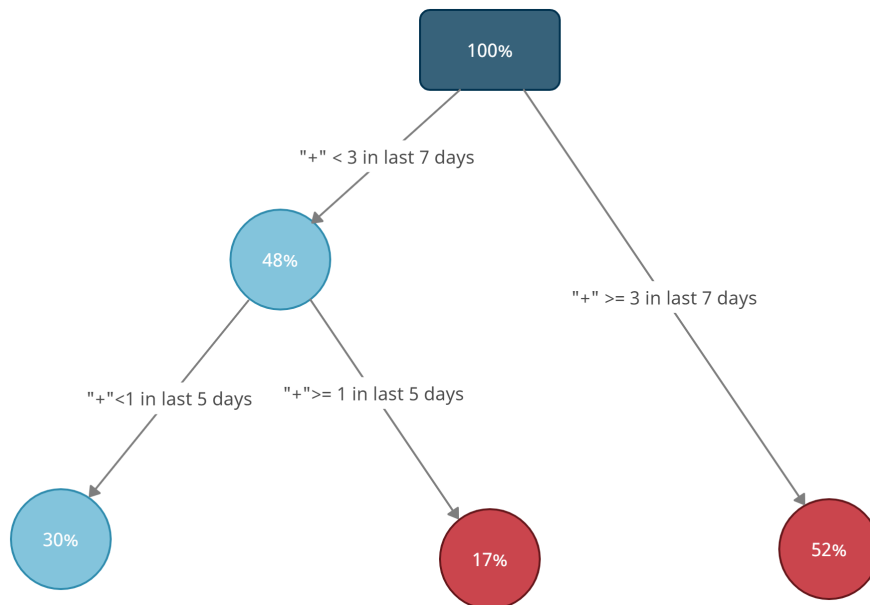 100%
"+" < 3 in last 7 days
48%
"+" >= 3 in last 7 days
"+"<1 in last 5 days
"+">= 1 in last 5 days
30%
17%
52%